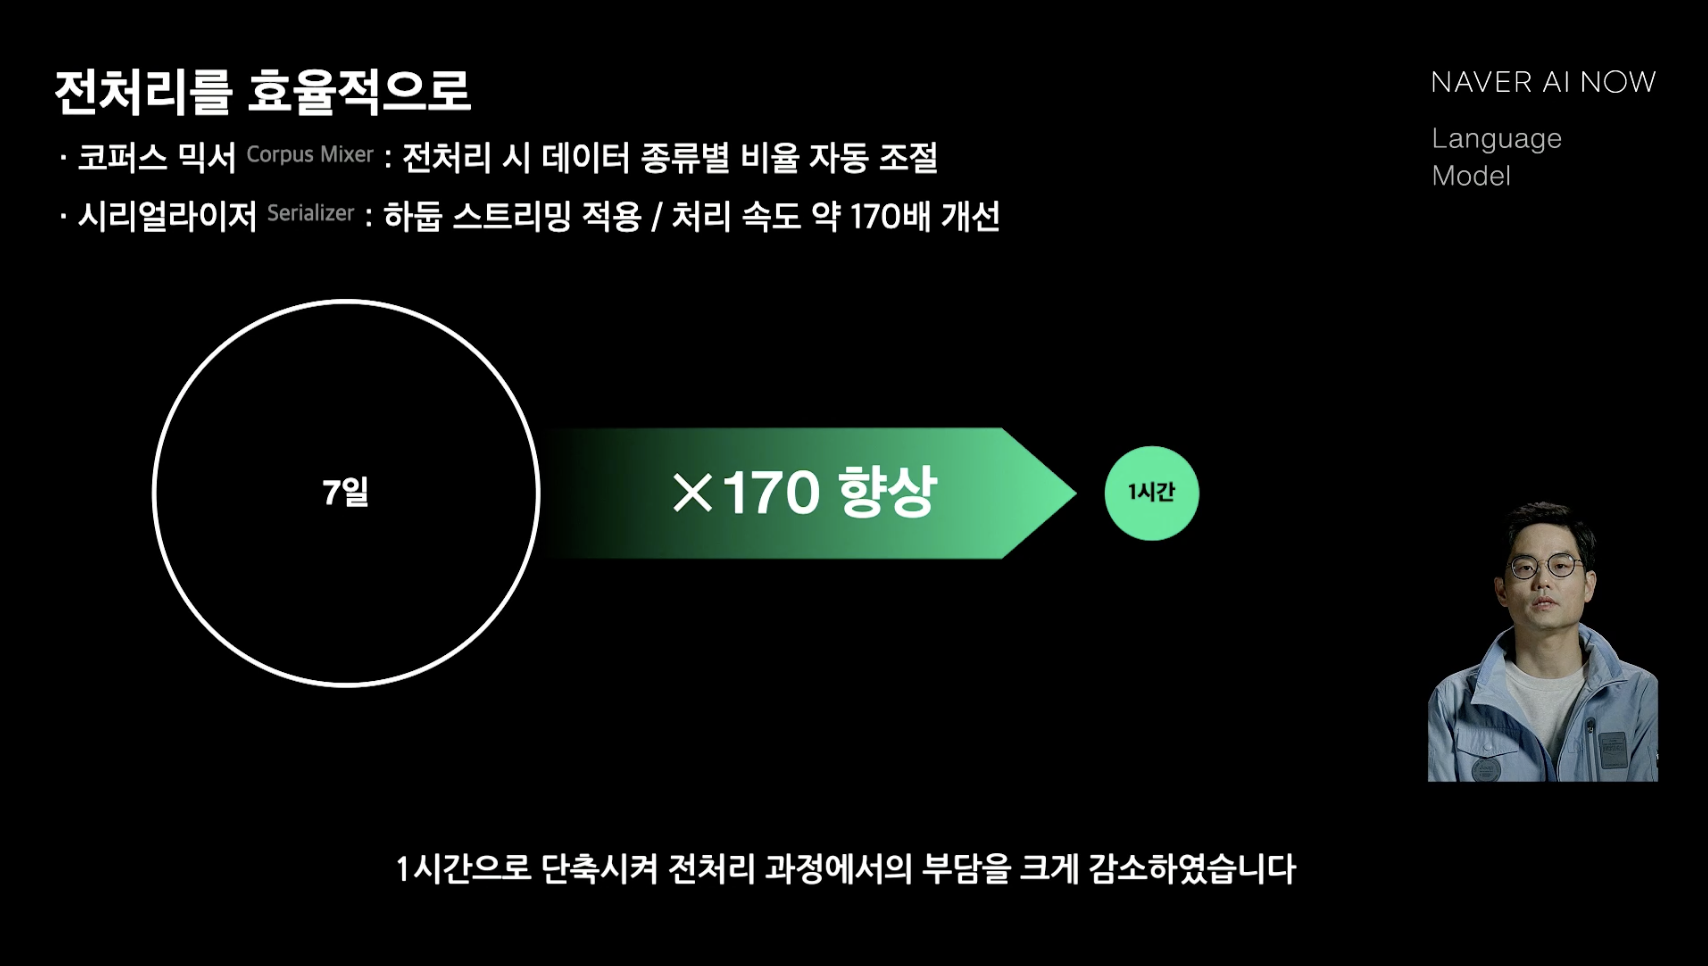 전처리를 효율적으로
· 코퍼스 믹서 Corpus Mixer : 전처리 시 데이터 종류별 비율 자동 조절
· 시리얼라이저 Serializer : 하둡 스트리밍 적용 / 처리 속도 약 170배 개선
NAVER AI NOW
Language
Model
7일
×170 향상
1시간
1시간으로 단축시켜 전처리 과정에서의 부담을 크게 감소하였습니다